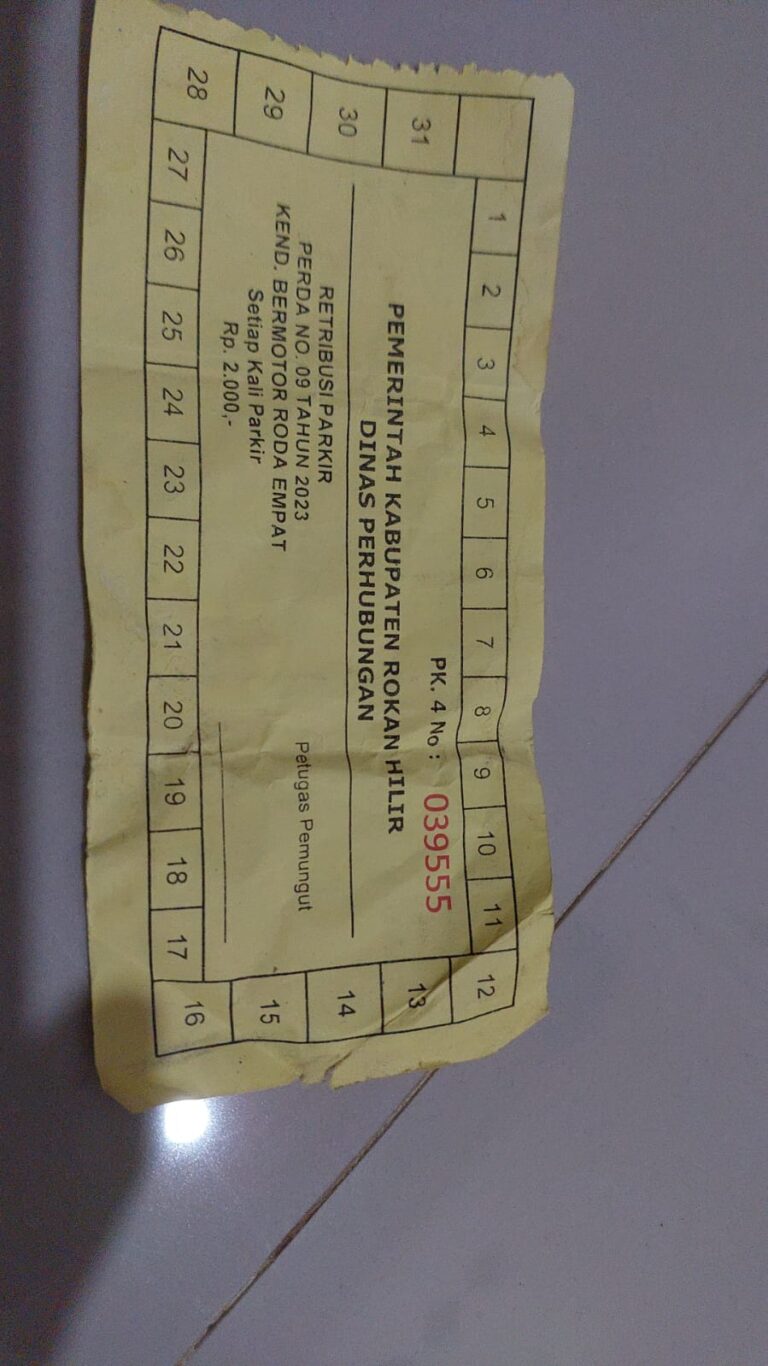 1 2 3 4 5 6 7 8 9 10 11 12
PK. 4 No : 039555
PEMERINTAH KABUPATEN ROKAN HILIR
DINAS PERHUBUNGAN
RETRIBUSI PARKIR
PERDA NO. 09 TAHUN 2023
KEND. BERMOTOR RODA EMPAT
Setiap Kali Parkir
Rp. 2.000,-
Petugas Pemungut
13
14
15
16
31
30
29
28 27 26 25 24 23 22 21 20 19 18 17